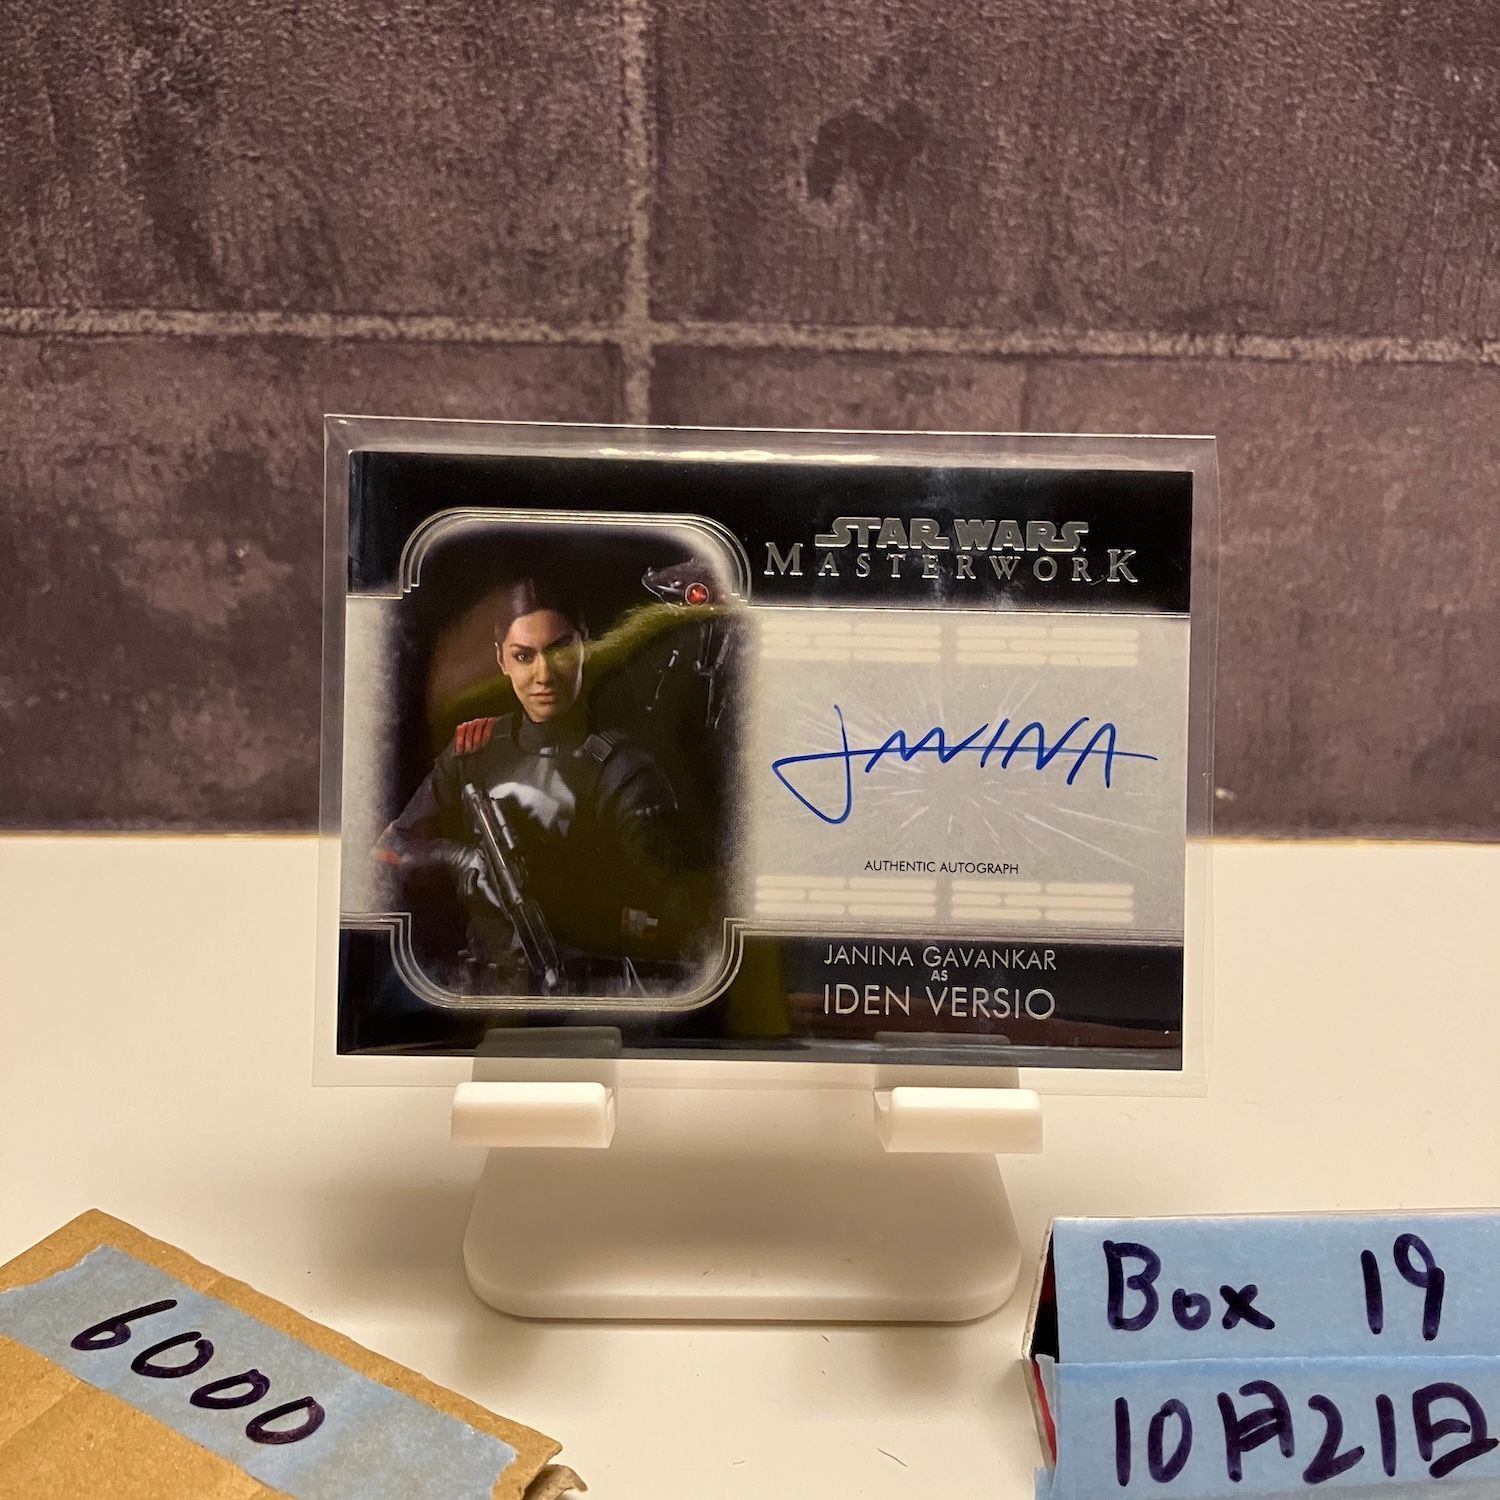 STAR WARS
MASTERWORK
JANINA
AUTHENTIC AUTOGRAPH
JANINA GAVANKAR
AS
IDEN VERSIO
6000
Box 19
10月21日